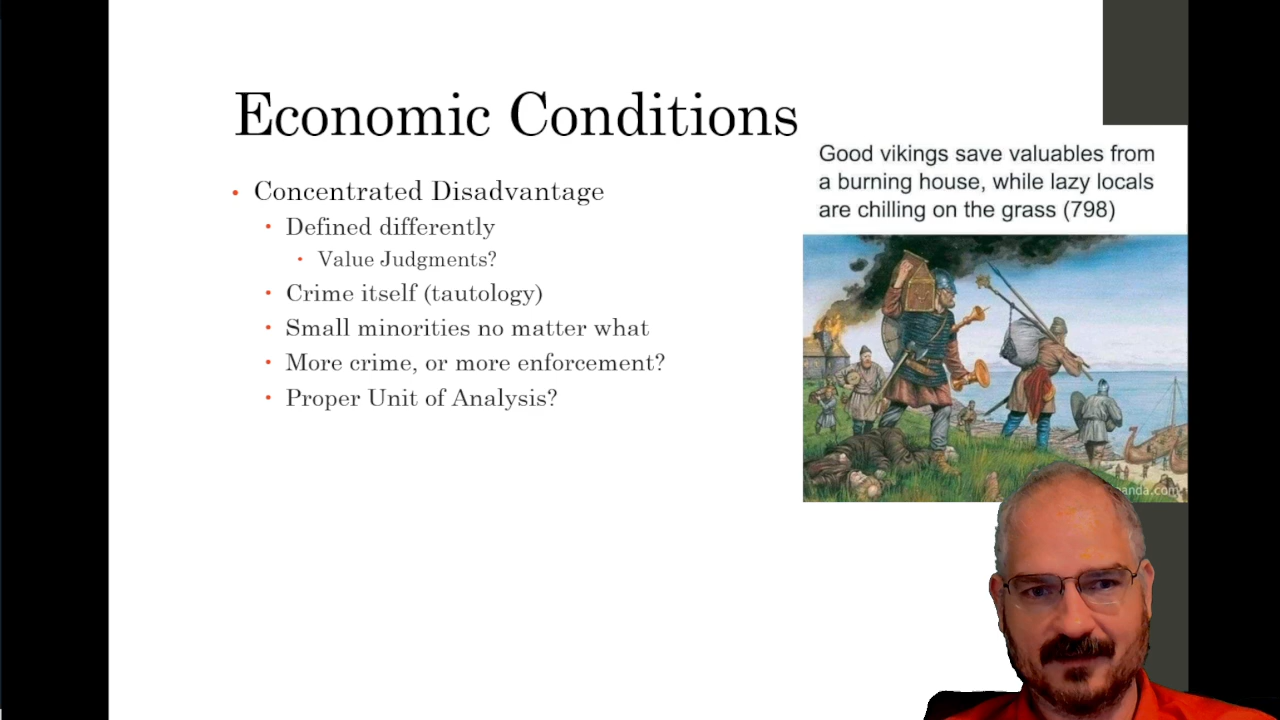 Economic Conditions
Good vikings save valuables from
a burning house, while lazy locals
are chilling on the grass (798)
• Concentrated Disadvantage
• Defined differently
• Value Judgments?
• Crime itself (tautology)
• Small minorities no matter what
• More crime, or more enforcement?
• Proper Unit of Analysis?
anda.com